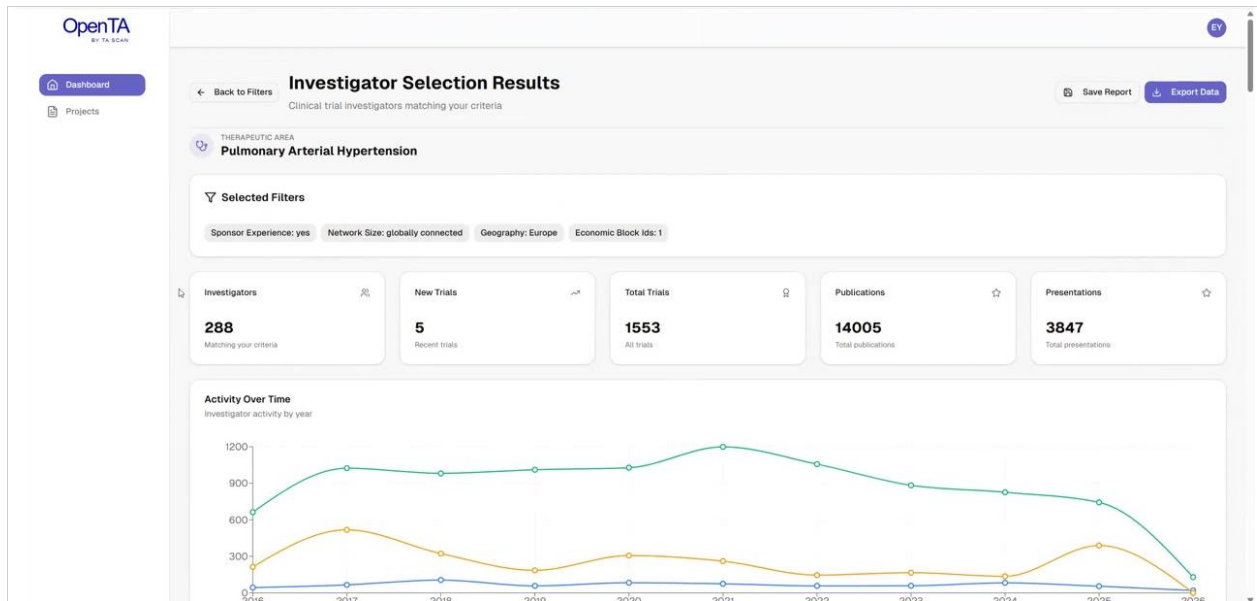 OpenTA
BY TA SCAN
EY
Dashboard
Projects
Back to Filters
Investigator Selection Results
Clinical trial investigators matching your criteria
Save Report
Export Data
THERAPEUTIC AREA
Pulmonary Arterial Hypertension
Selected Filters
Sponsor Experience: yes
Network Size: globally connected
Geography: Europe
Economic Block Ids: 1
Investigators
288
Matching your criteria
New Trials
5
Recent trials
Total Trials
1553
All trials
Publications
14005
Total publications
Presentations
3847
Total presentations
Activity Over Time
Investigator activity by year
1200
900
600
300
0
2016 2017 2018 2019 2020 2021 2022 2023 2024 2025 2026